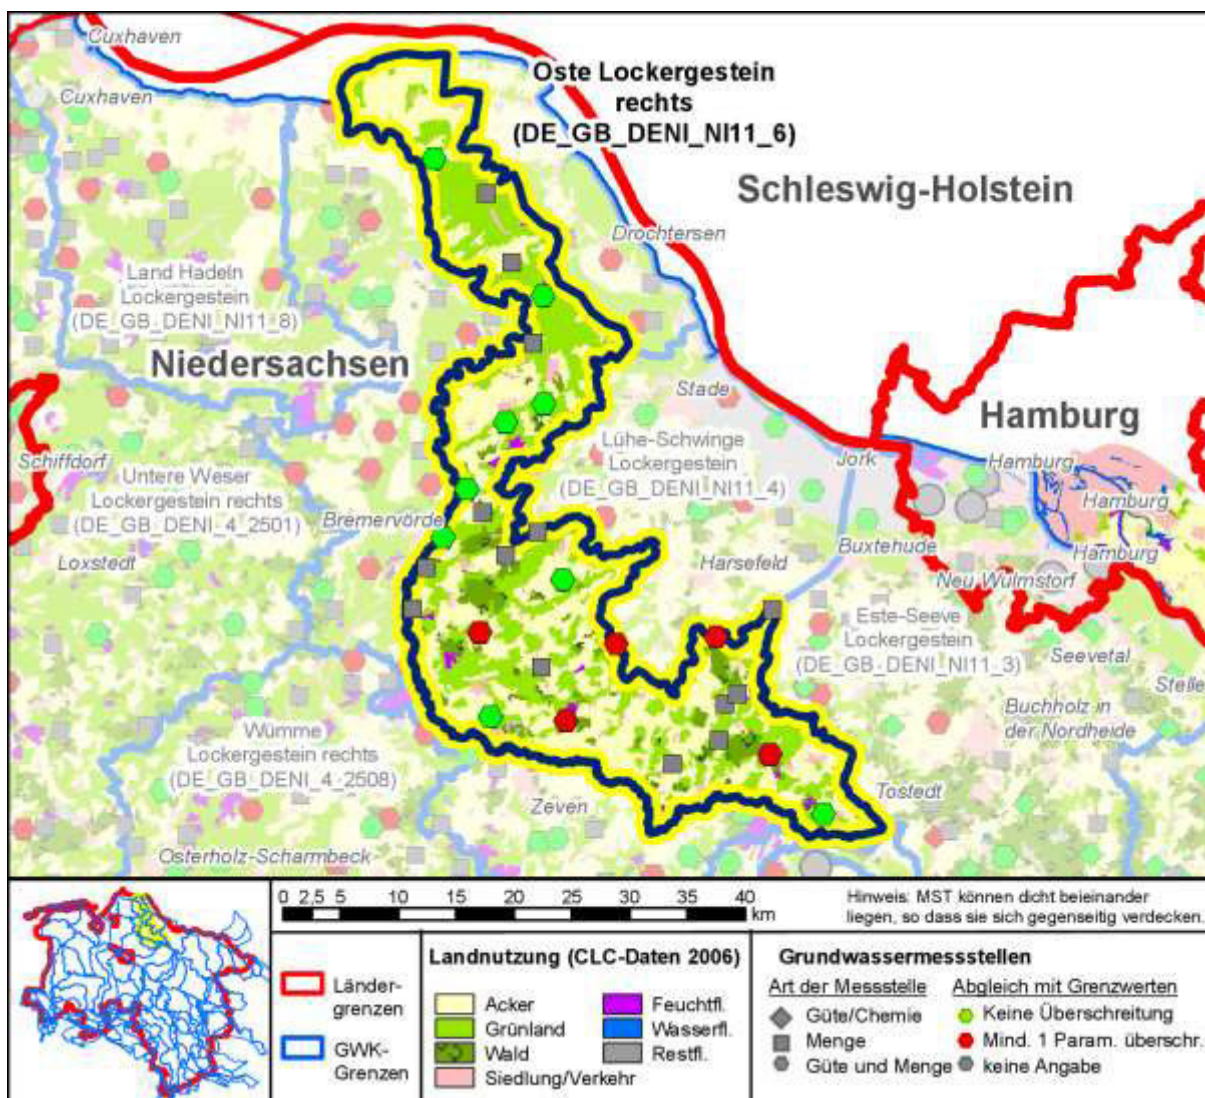 Cuxhaven
Cuxhaven
Oste Lockergestein
rechts
(DE_GB_DENI_NI11_6)
Schleswig-Holstein
Drochtersen
Land Hadeln
Lockergestein
(DE_GB_DENI_NI11_8)
Niedersachsen
Stade
Hamburg
Schiffdorf
Untere Weser
Lockergestein rechts
(DE_GB_DENI_4_2501)
Lühe-Schwinge
Lockergestein
(DE_GB_DENI_NI11_4)
Jork
Hamburg
Hamburg
Hamburg
Bremervörde
Loxstedt
Harsefeld
Buxtehude
Neu Wulmstorf
Este-Seeve
Lockergestein
(DE_GB_DENI_NI11_3)
Seevetal
Stelle
Buchholz in
der Nordheide
Wümme
Lockergestein rechts
(DE_GB_DENI_4_2508)
Zeven
Tostedt
Osterholz-Scharmbeck
0 2,5 5 10 15 20 25 30 35 40
km
Hinweis: MST können dicht beieinander
liegen, so dass sie sich gegenseitig verdecken.
Länder-
grenzen
GWK-
Grenzen
Landnutzung (CLC-Daten 2006)
Acker
Grünland
Wald
Siedlung/Verkehr
Feuchtfl.
Wasserfl.
Restfl.
Grundwassermessstellen
Art der Messstelle
Güte/Chemie
Menge
Güte und Menge
Abgleich mit Grenzwerten
Keine Überschreitung
Mind. 1 Param. überschr.
keine Angabe